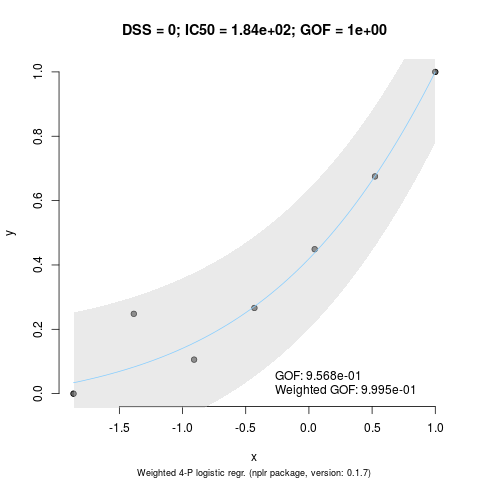 DSS = 0; IC50 = 1.84e+02; GOF = 1e+00
1.0
0.8
0.6
y
0.4
0.2
0.0
GOF: 9.568e-01
Weighted GOF: 9.995e-01
-1.5 -1.0 -0.5 0.0 0.5 1.0
x
Weighted 4-P logistic regr. (nplr package, version: 0.1.7)